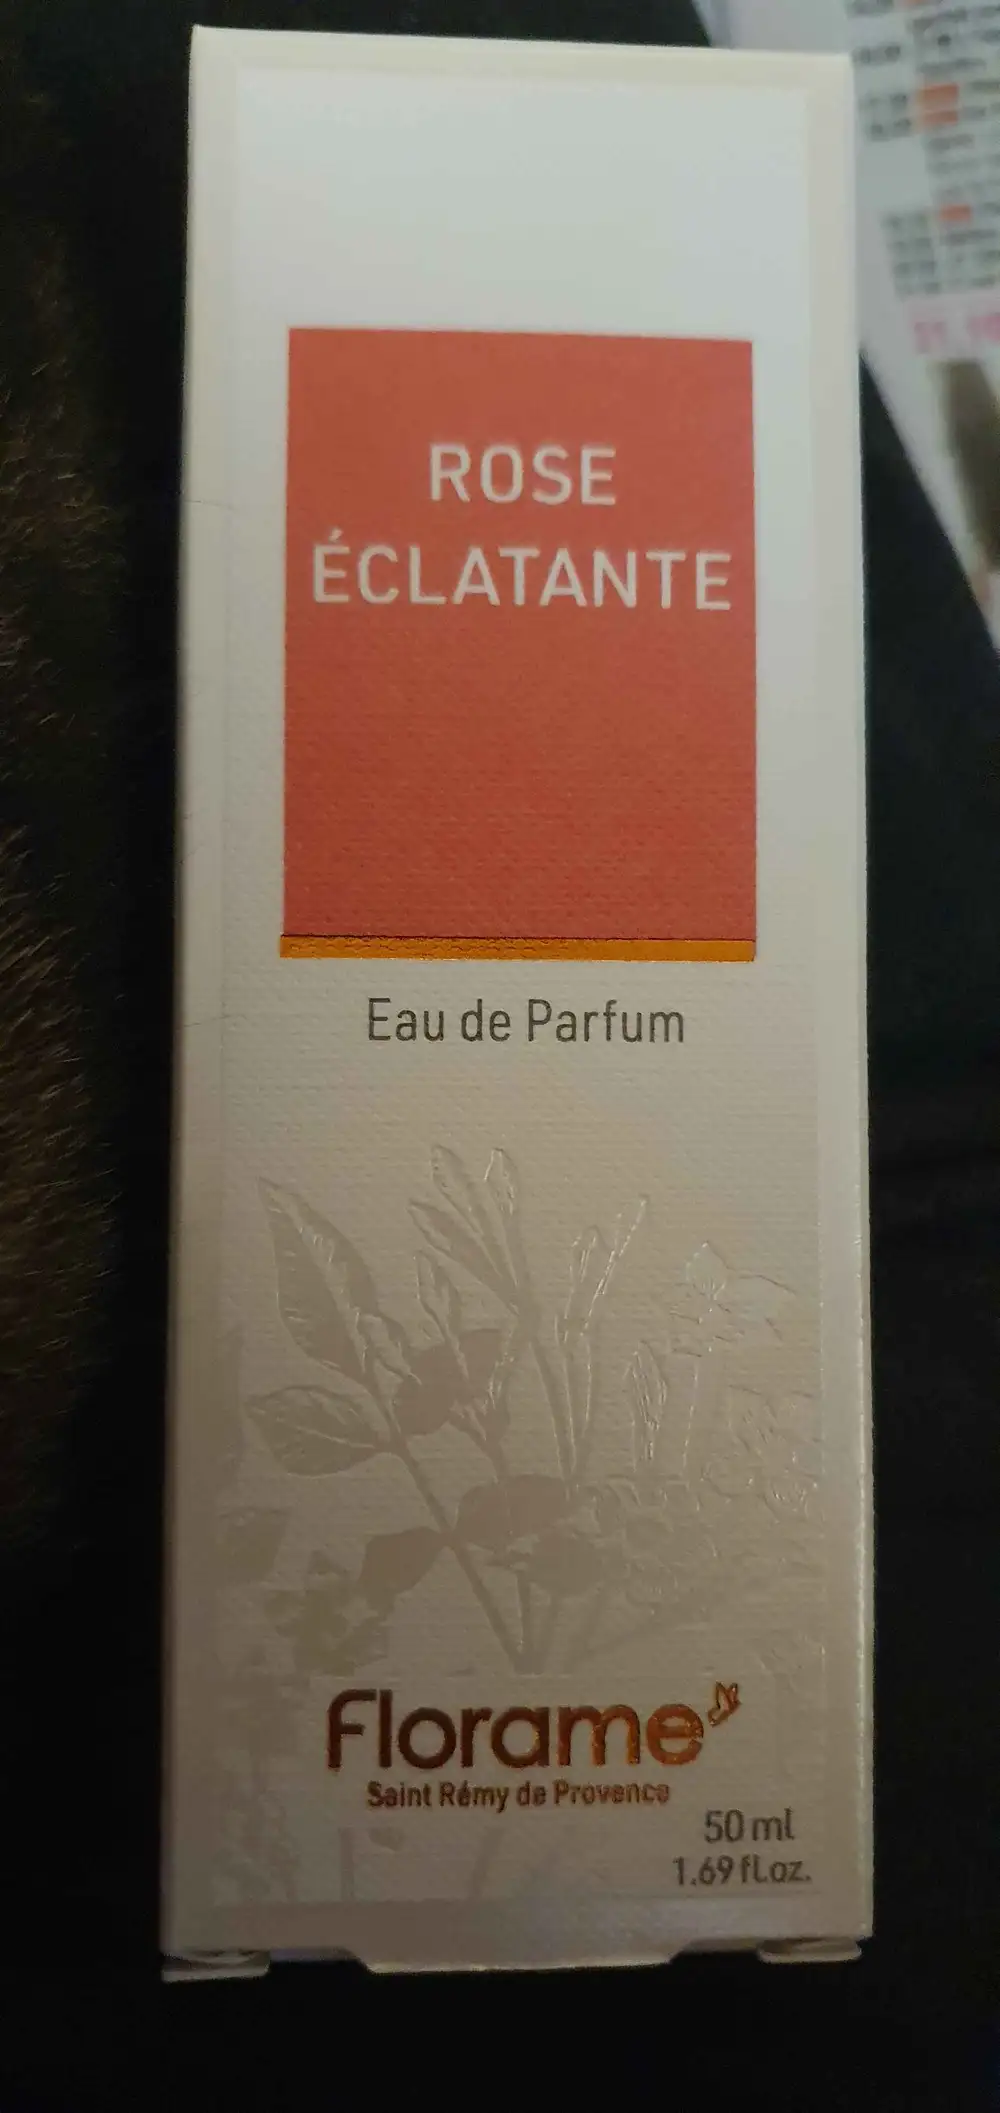 ROSE
ÉCLATANTE
Eau de Parfum
Florame
Saint Rémy de Provence
50 ml
1.69 fl.oz.